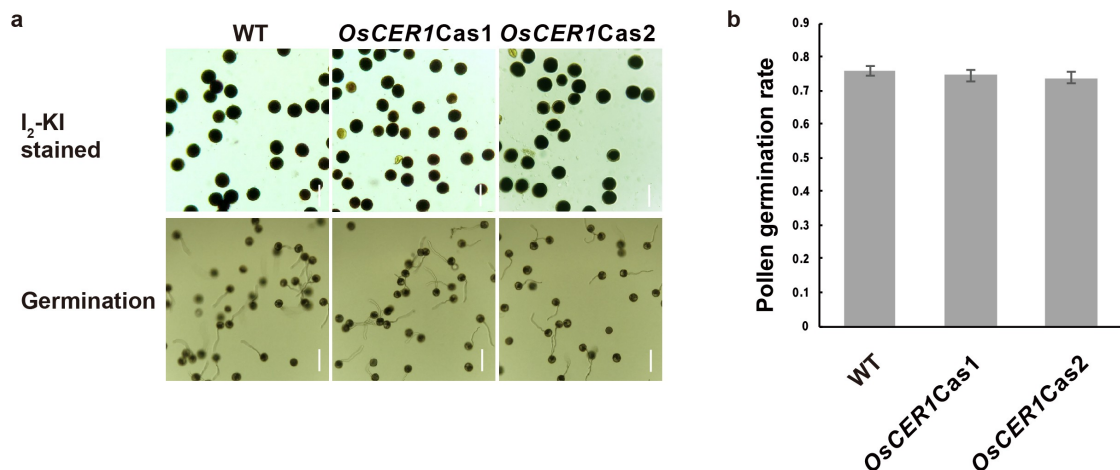 a
WT OsCER1Cas1 OsCER1Cas2
I2-KI
stained
Germination
b
Pollen germination rate
0.9
0.8
0.7
0.6
0.5
0.4
0.3
0.2
0.1
0
WT
OsCER1Cas1
OsCER1Cas2